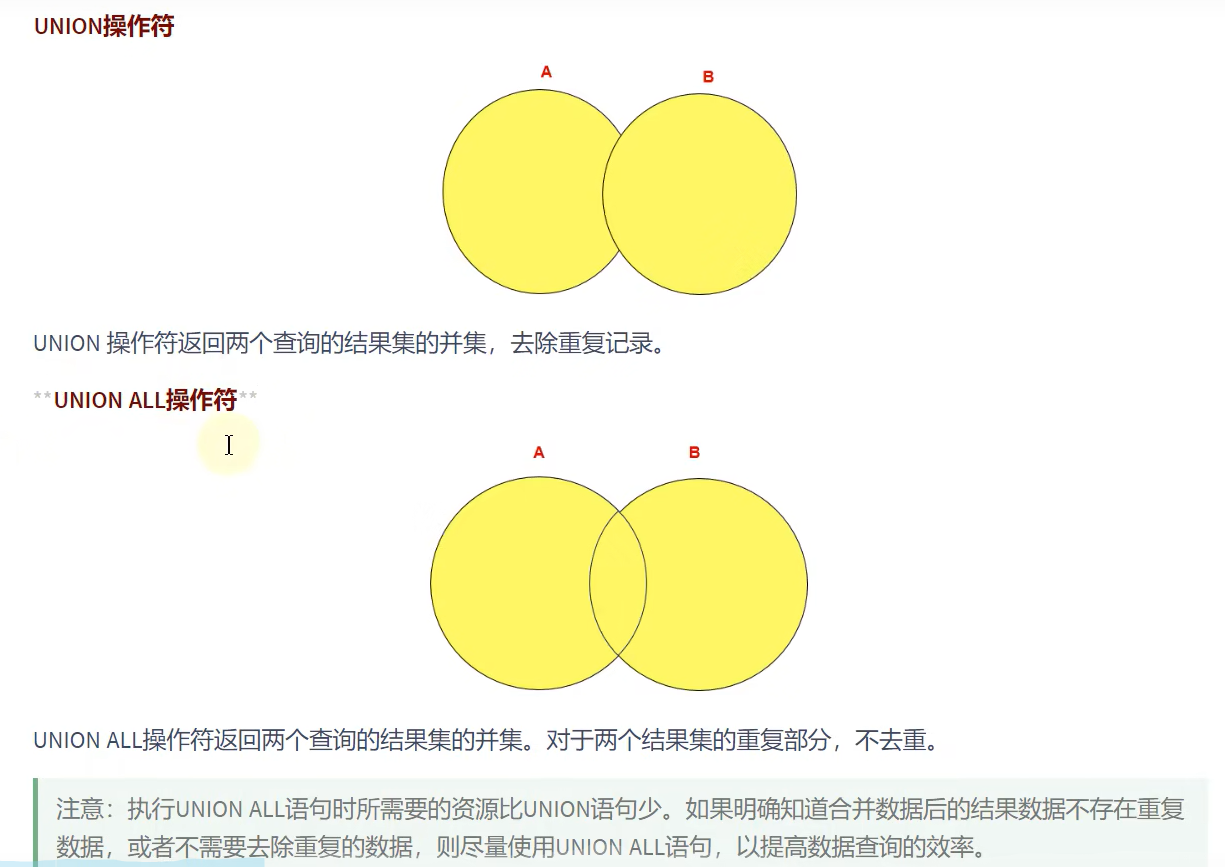 UNION操作符
A
B
UNION 操作符返回两个查询的结果集的并集，去除重复记录。
**UNION ALL操作符**
A
B
UNION ALL操作符返回两个查询的结果集的并集。对于两个结果集的重复部分，不去重。
注意：执行UNION ALL语句时所需要的资源比UNION语句少。如果明确知道合并数据后的结果数据不存在重复
数据，或者不需要去除重复的数据，则尽量使用UNION ALL语句，以提高数据查询的效率。